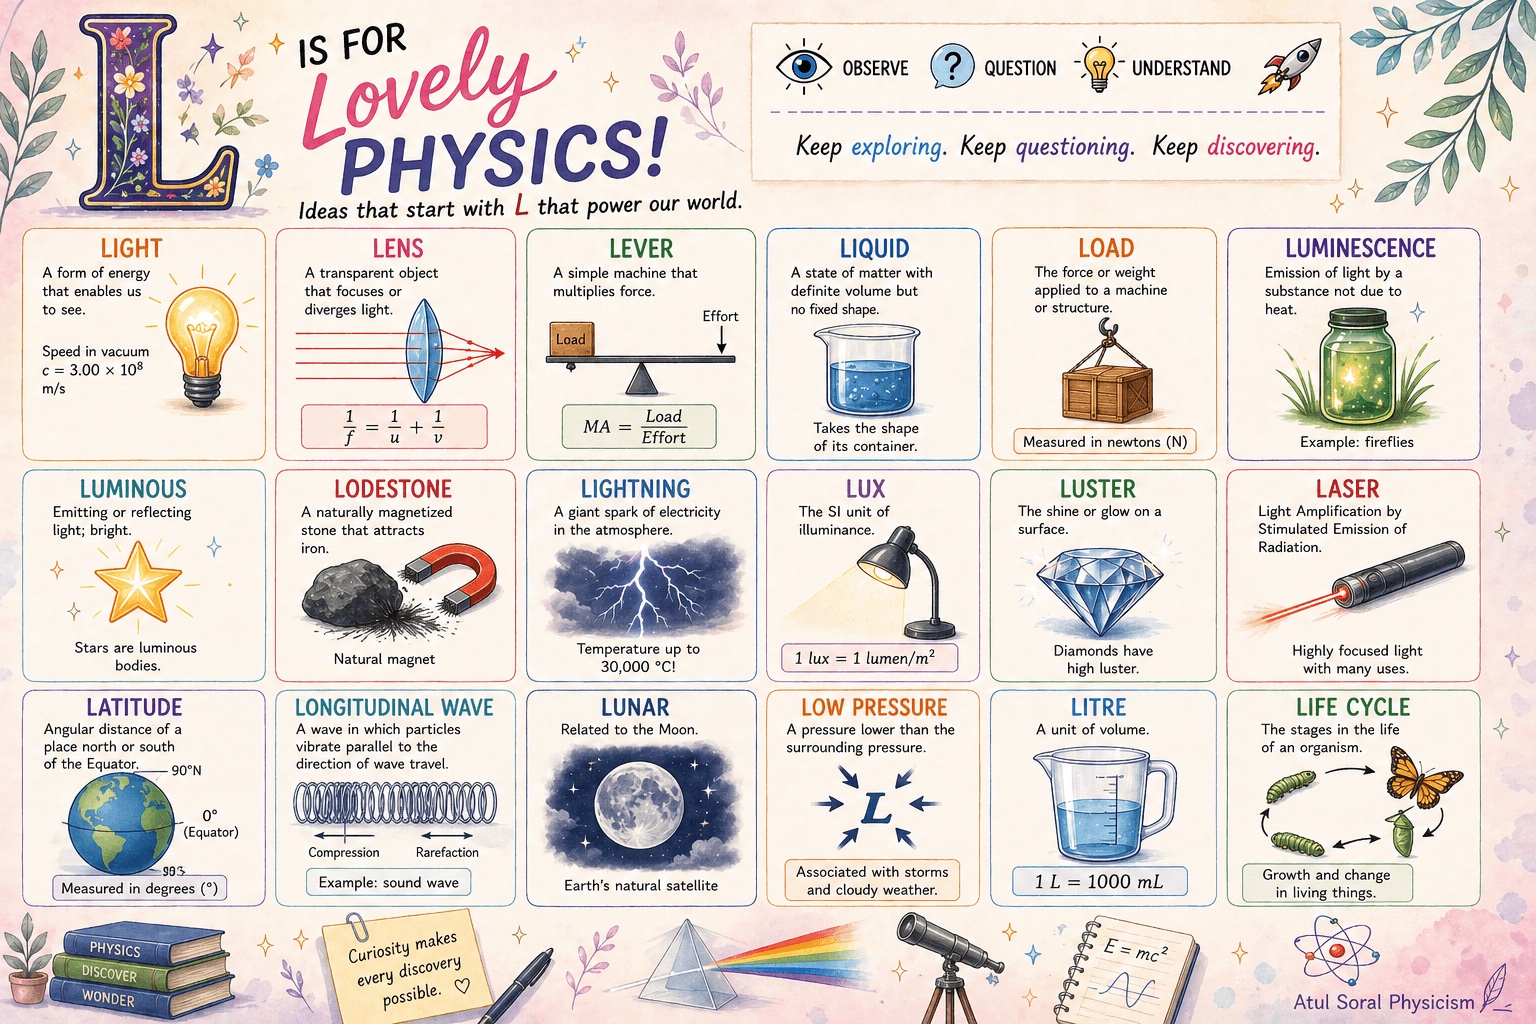 L IS FOR
Lovely
PHYSICS!
Ideas that start with L that power our world.
OBSERVE ? QUESTION UNDERSTAND
Keep exploring. Keep questioning. Keep discovering.
LIGHT
A form of energy
that enables us
to see.
Speed in vacuum
c = 3.00 × 10⁸
m/s
LENS
A transparent object
that focuses or
diverges light.
1/f = 1/u + 1/v
LEVER
A simple machine that
multiplies force.
Effort
Load
MA = Load/Effort
LIQUID
A state of matter with
definite volume but
no fixed shape.
Takes the shape
of its container.
LOAD
The force or weight
applied to a machine
or structure.
Measured in newtons (N)
LUMINESCENCE
Emission of light by a
substance not due to
heat.
Example: fireflies
LUMINOUS
Emitting or reflecting
light; bright.
Stars are luminous
bodies.
LODESTONE
A naturally magnetized
stone that attracts
iron.
Natural magnet
LIGHTNING
A giant spark of electricity
in the atmosphere.
Temperature up to
30,000 °C!
LUX
The SI unit of
illuminance.
1 lux = 1 lumen/m²
LUSTER
The shine or glow on a
surface.
Diamonds have
high luster.
LASER
Light Amplification by
Stimulated Emission of
Radiation.
Highly focused light
with many uses.
LATITUDE
Angular distance of a
place north or south
of the Equator.
90°N
0°
(Equator)
Measured in degrees (°)
LONGITUDINAL WAVE
A wave in which particles
vibrate parallel to the
direction of wave travel.
Compression Rarefaction
Example: sound wave
LUNAR
Related to the Moon.
Earth's natural satellite
LOW PRESSURE
A pressure lower than the
surrounding pressure.
L
Associated with storms
and cloudy weather.
LITRE
A unit of volume.
1 L = 1000 mL
LIFE CYCLE
The stages in the life
of an organism.
Growth and change
in living things.
PHYSICS
DISCOVER
WONDER
Curiosity makes
every discovery
possible. ♡
E = mc²
Atul Soral Physicism